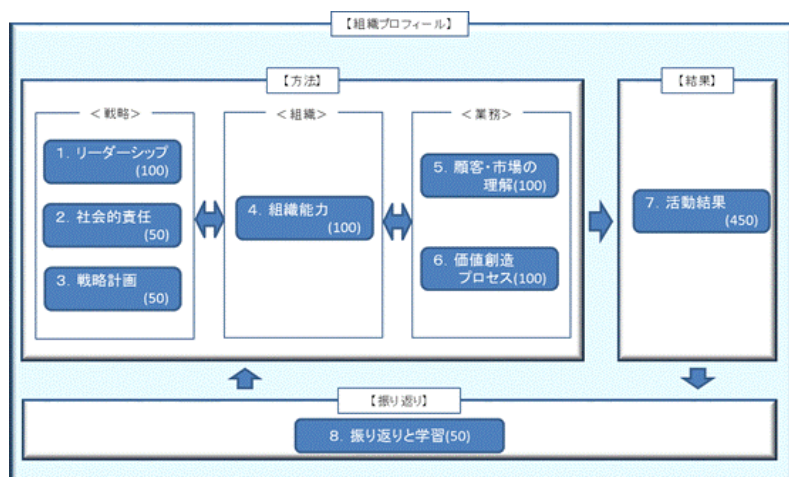 【組織プロフィール】
【方法】
【結果】
＜戦略＞
＜組織＞
＜業務＞
1．リーダーシップ
(100)
2．社会的責任
(50)
3．戦略計画
(50)
4．組織能力
(100)
5．顧客・市場の
理解(100)
6．価値創造
プロセス(100)
7．活動結果
(450)
【振り返り】
8．振り返りと学習(50)